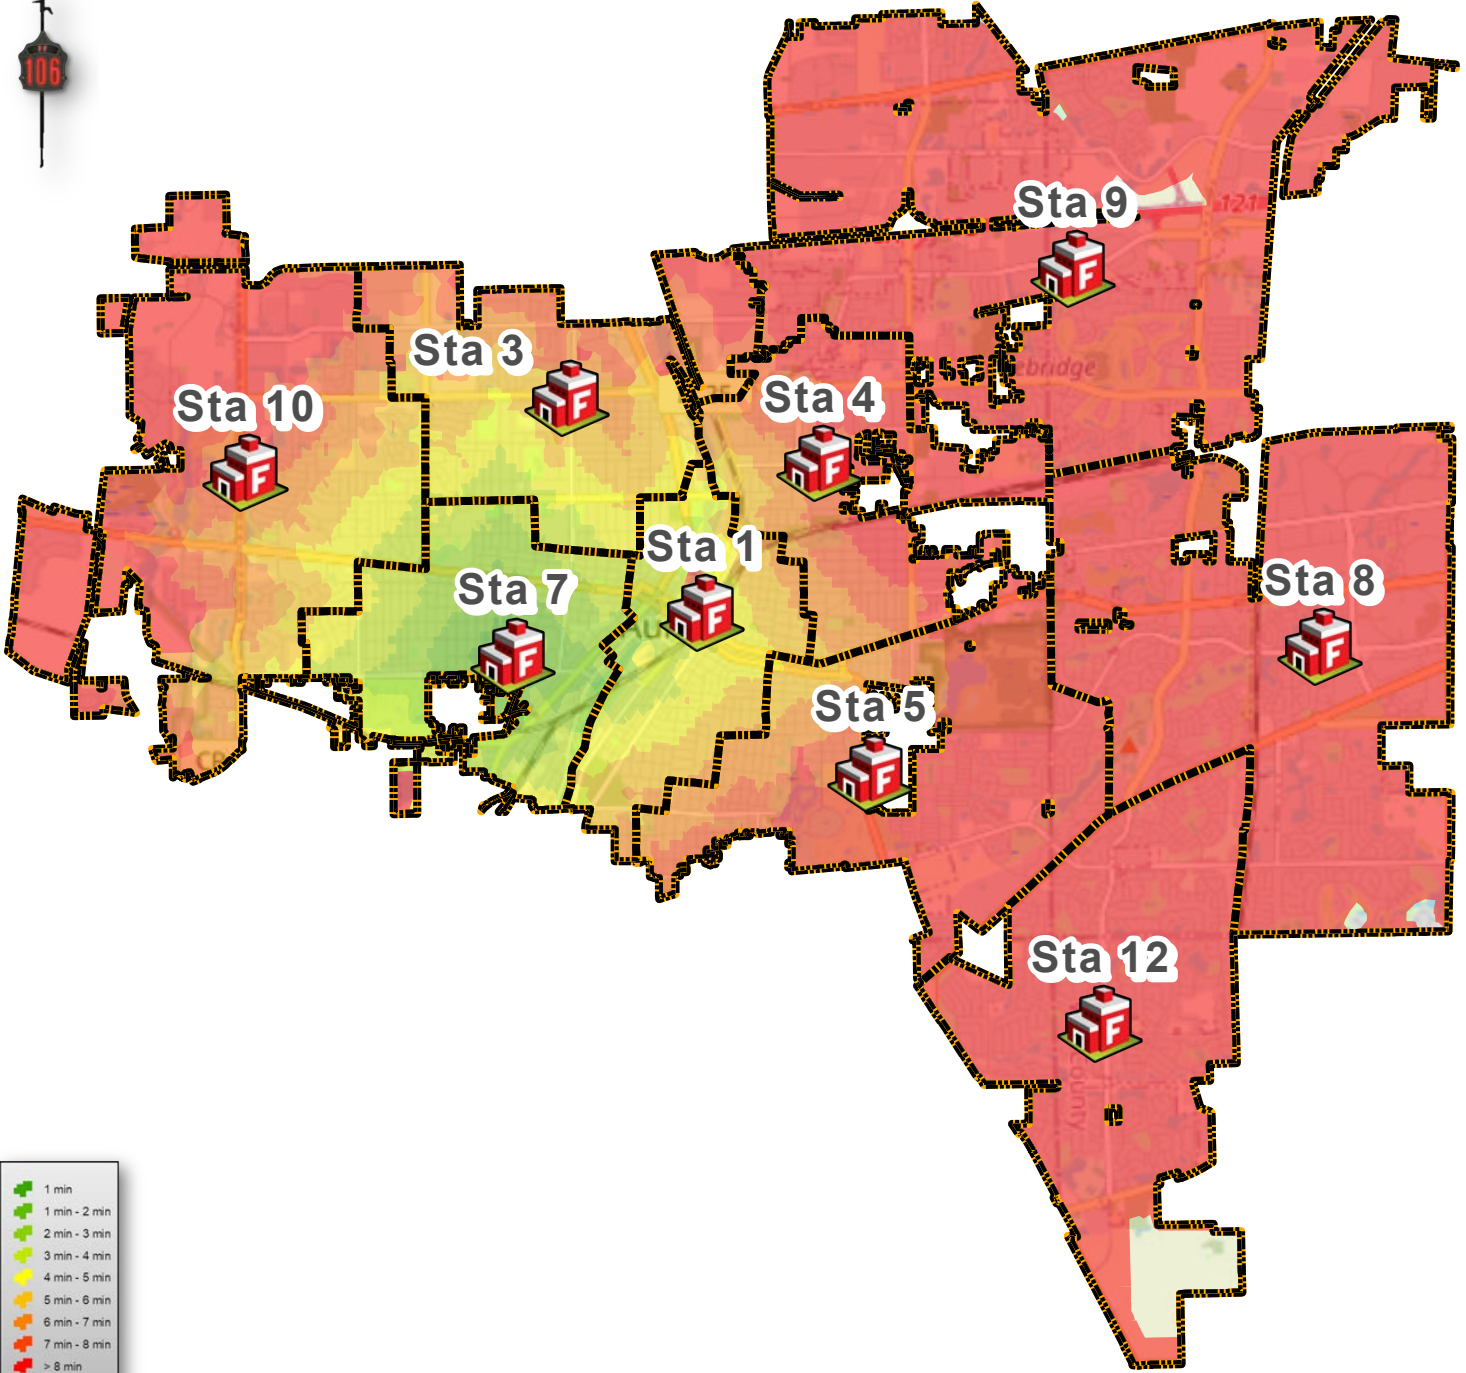 106
Sta 9
121
Sta 3
Sta 4
Sta 10
Sta 1
Sta 7
Sta 8
Sta 5
Sta 12
County
F
F
F
F
F
F
F
F
F
1 min
1 min - 2 min
2 min - 3 min
3 min - 4 min
4 min - 5 min
5 min - 6 min
6 min - 7 min
7 min - 8 min
> 8 min